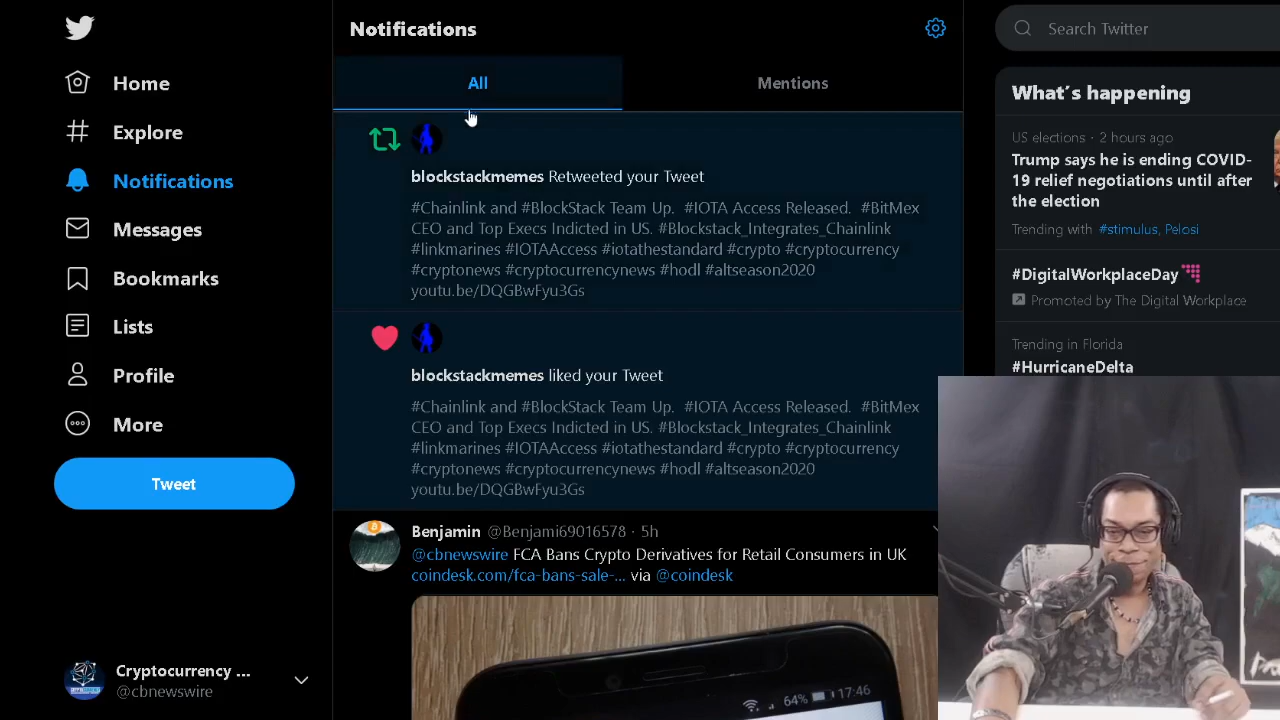 Notifications
Search Twitter
Home
Explore
Notifications
Messages
Bookmarks
Lists
Profile
More
Tweet
Cryptocurrency ...
@cbnewswire
All
Mentions
blockstackmemes Retweeted your Tweet
#Chainlink and #BlockStack Team Up. #IOTA Access Released. #BitMex
CEO and Top Execs Indicted in US. #Blockstack_Integrates_Chainlink
#linkmarines #IOTAAccess #iotathestandard #crypto #cryptocurrency
#cryptonews #cryptocurrencynews #hodl #altseason2020
youtu.be/DQGBwFyu3Gs
blockstackmemes liked your Tweet
#Chainlink and #BlockStack Team Up. #IOTA Access Released. #BitMex
CEO and Top Execs Indicted in US. #Blockstack_Integrates_Chainlink
#linkmarines #IOTAAccess #iotathestandard #crypto #cryptocurrency
#cryptonews #cryptocurrencynews #hodl #altseason2020
youtu.be/DQGBwFyu3Gs
Benjamin @Benjami69016578 · 5h
@cbnewswire FCA Bans Crypto Derivatives for Retail Consumers in UK
coindesk.com/fca-bans-sale-... via @coindesk
64% 17:46
What's happening
US elections · 2 hours ago
Trump says he is ending COVID-
19 relief negotiations until after
the election
Trending with #stimulus, Pelosi
#DigitalWorkplaceDay
Promoted by The Digital Workplace
Trending in Florida
#HurricaneDelta